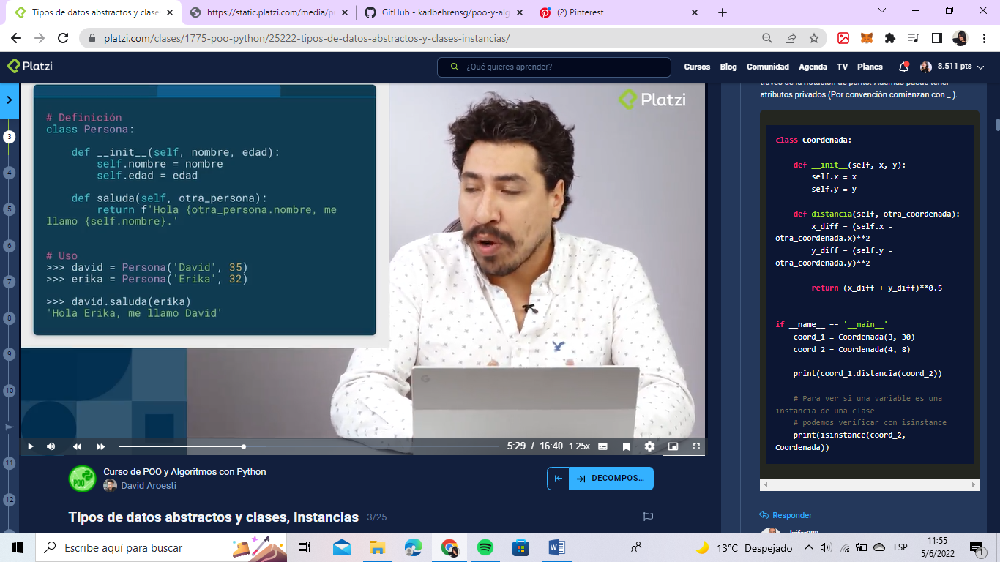 Tipos de datos abstractos y clase
https://static.platzi.com/media/p
GitHub - karlbehrensg/poo-y-alg
(2) Pinterest
platzi.com/clases/1775-poo-python/25222-tipos-de-datos-abstractos-y-clases-instancias/
Platzi
¿Qué quieres aprender?
Cursos Blog Comunidad Agenda TV Planes 8.511 pts
3
4
5
6
7
8
9
10
11
12
# Definición
class Persona:
def __init__(self, nombre, edad):
self.nombre = nombre
self.edad = edad
def saluda(self, otra_persona):
return f'Hola {otra_persona.nombre, me
llamo {self.nombre}.'
# Uso
>>> david = Persona('David', 35)
>>> erika = Persona('Erika', 32)
>>> david.saluda(erika)
'Hola Erika, me llamo David'
Platzi
5:29 / 16:40 1.25x
POO
Curso de POO y Algoritmos con Python
David Aroesti
DECOMPOS...
Tipos de datos abstractos y clases, Instancias 3/25
través de la notación de punto. Además puede tener
atributos privados (Por convención comienzan con _ ).
class Coordenada:
def __init__(self, x, y):
self.x = x
self.y = y
def distancia(self, otra_coordenada):
x_diff = (self.x -
otra_coordenada.x)**2
y_diff = (self.y -
otra_coordenada.y)**2
return (x_diff + y_diff)**0.5
if __name__ == '__main__'
coord_1 = Coordenada(3, 30)
coord_2 = Coordenada(4, 8)
print(coord_1.distancia(coord_2))
# Para ver si una variable es una
instancia de una clase
# podemos verificar con isinstance
print(isinstance(coord_2,
Coordenada))
Responder
Escribe aquí para buscar
13°C Despejado
ESP
11:55
5/6/2022
1